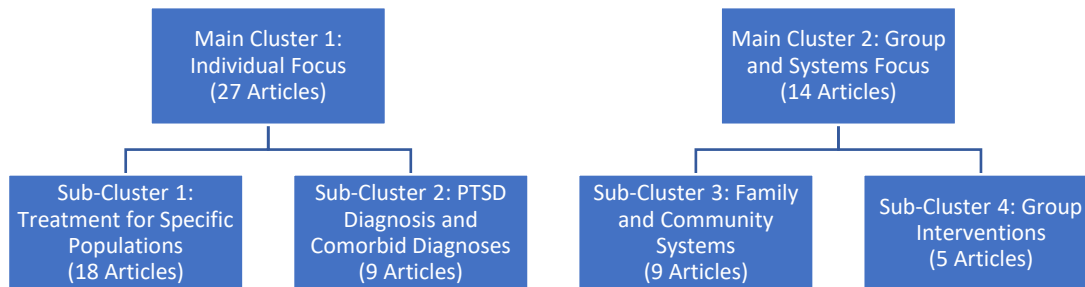 Main Cluster 1:
Individual Focus
(27 Articles)
Main Cluster 2: Group
and Systems Focus
(14 Articles)
Sub-Cluster 1:
Treatment for Specific
Populations
(18 Articles)
Sub-Cluster 2: PTSD
Diagnosis and
Comorbid Diagnoses
(9 Articles)
Sub-Cluster 3: Family
and Community
Systems
(9 Articles)
Sub-Cluster 4: Group
Interventions
(5 Articles)